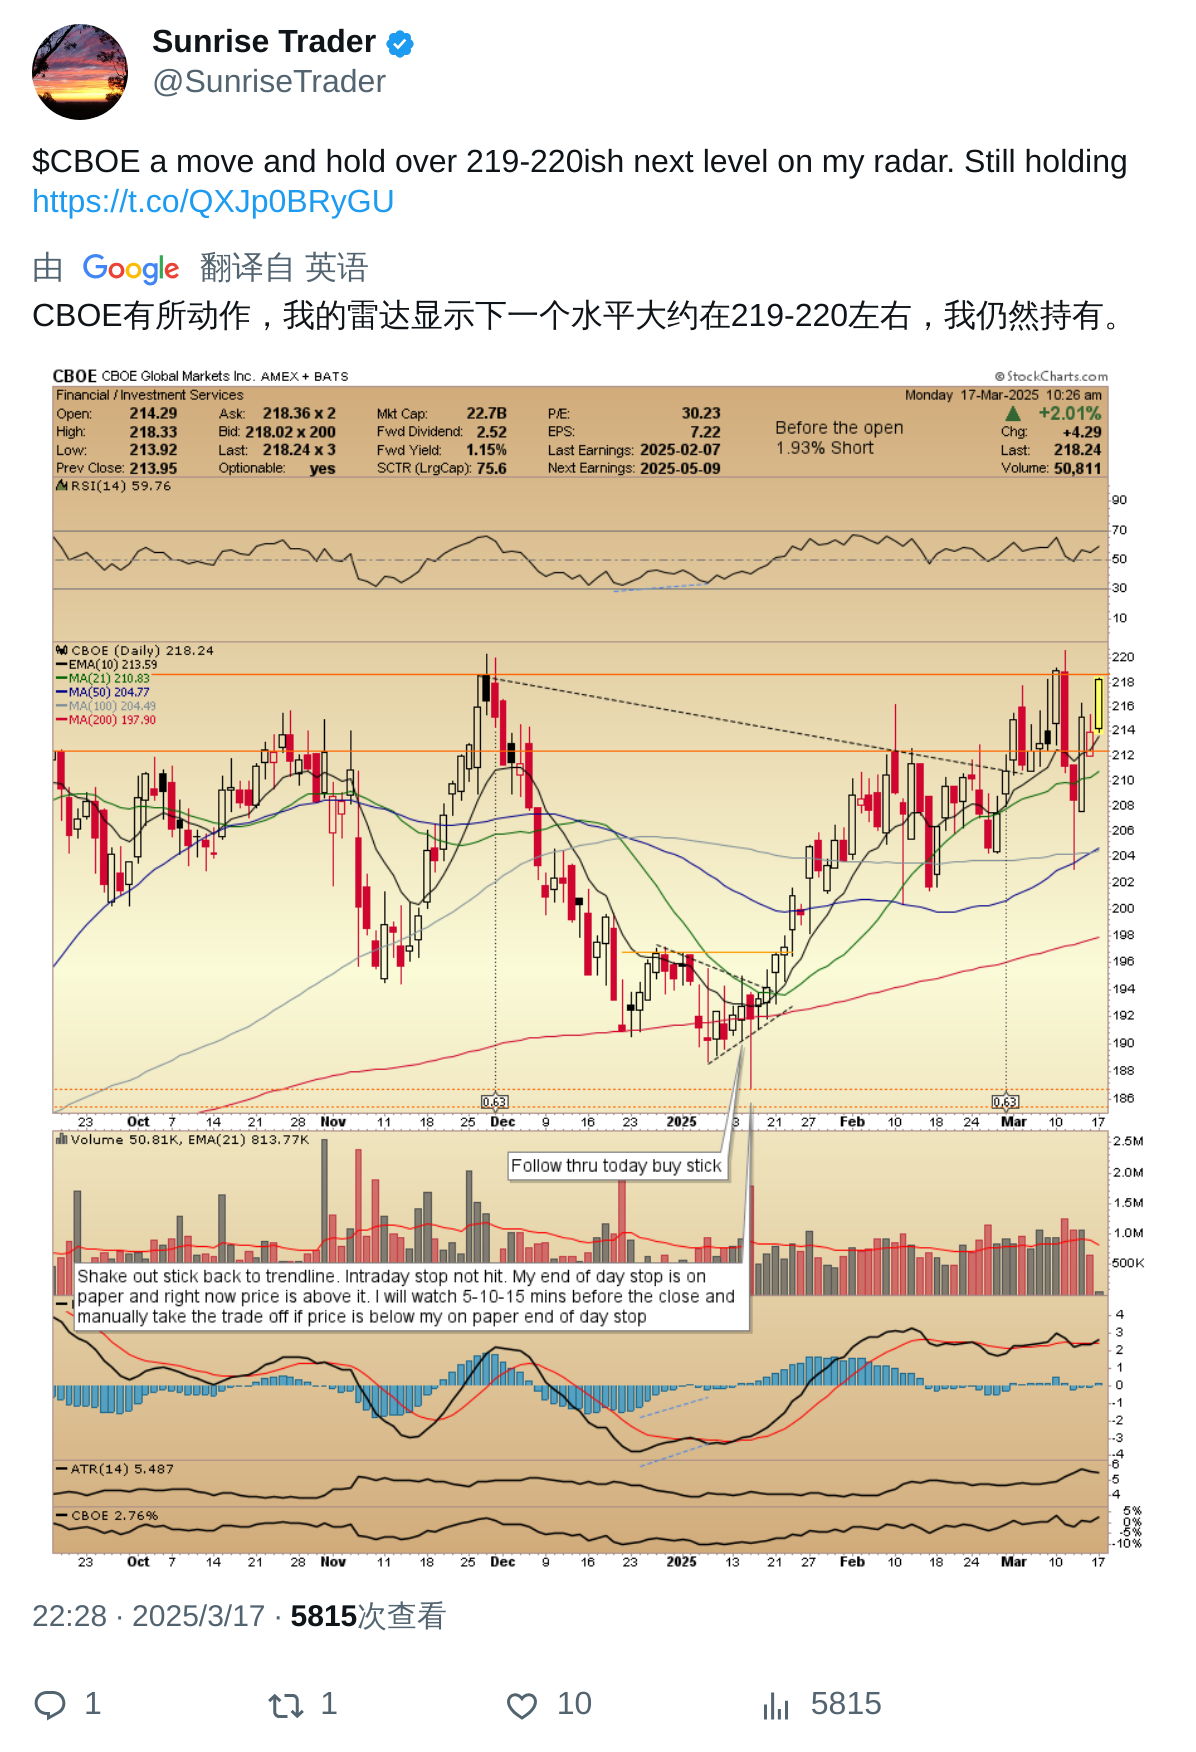 Sunrise Trader
@SunriseTrader
$CBOE a move and hold over 219-220ish next level on my radar. Still holding
https://t.co/QXJp0BRyGU
由 Google 翻译自 英语
CBOE有所动作，我的雷达显示下一个水平大约在219-220左右，我仍然持有。
CBOE CBOE Global Markets Inc. AMEX + BATS © StockCharts.com
Financial / Investment Services Monday 17-Mar-2025 10:26 am
Open: 214.29 Ask: 218.36 x 2 Mkt Cap: 22.7B P/E: 30.23 ▲ +2.01%
High: 218.33 Bid: 218.02 x 200 Fwd Dividend: 2.52 EPS: 7.22 Before the open Chg: +4.29
Low: 213.92 Last: 218.24 x 3 Fwd Yield: 1.15% Last Earnings: 2025-02-07 1.93% Short Last: 218.24
Prev Close: 213.95 Optionable: yes SCTR (LrgCap): 75.6 Next Earnings: 2025-05-09 Volume: 50,811
RSI(14) 59.76
90
70
50
30
10
CBOE (Daily) 218.24
EMA(10) 213.59
MA(21) 210.83
MA(50) 204.77
MA(100) 204.49
MA(200) 197.90
220
218
216
214
212
210
208
206
204
202
200
198
196
194
192
190
188
186
0.63 0.63
23 Oct 7 14 21 28 Nov 11 18 25 Dec 9 16 23 2025 3 21 27 Feb 10 18 24 Mar 10 17
Volume 50.81K, EMA(21) 813.77K
2.5M
2.0M
1.5M
1.0M
500K
Follow thru today buy stick
Shake out stick back to trendline. Intraday stop not hit. My end of day stop is on
paper and right now price is above it. I will watch 5-10-15 mins before the close and
manually take the trade off if price is below my on paper end of day stop
4
3
2
1
0
-1
-2
-3
-4
ATR(14) 5.487
6
5
4
CBOE 2.76%
5%
0%
-5%
-10%
23 Oct 7 14 21 28 Nov 11 18 25 Dec 9 16 23 2025 13 21 27 Feb 10 18 24 Mar 10 17
22:28 · 2025/3/17 · 5815次查看
1 1 10 5815